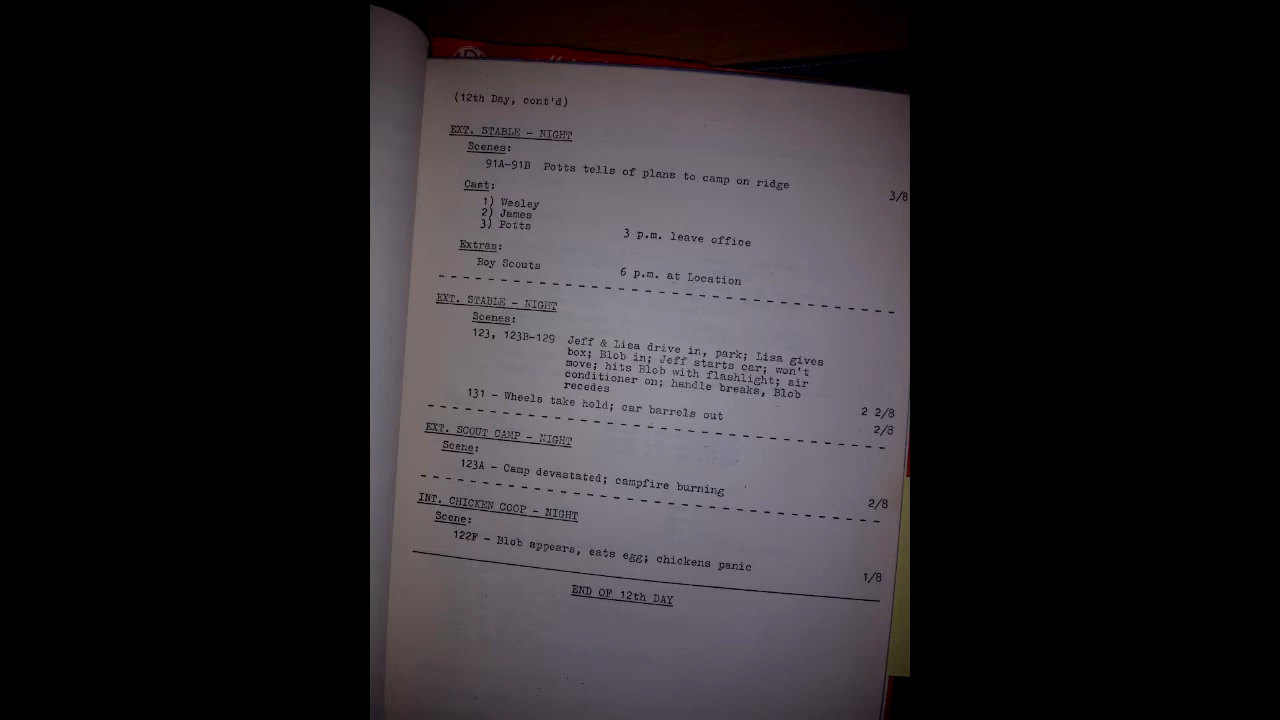 (12th Day, cont'd)
EXT. STABLE - NIGHT
Scenes:
91A-91B Potts tells of plans to camp on ridge
3/8
Cast:
1) Wesley
2) James
3) Potts
3 p.m. leave office
Extras:
Boy Scouts
6 p.m. at Location
EXT. STABLE - NIGHT
Scenes:
123, 123B-129 Jeff & Lisa drive in, park; Lisa gives
box; Blob in; Jeff starts car; won't
move; hits Blob with flashlight; air
conditioner on; handle breaks, Blob
recedes
2 2/8
131 - Wheels take hold; car barrels out
2/8
EXT. SCOUT CAMP - NIGHT
Scene:
123A - Camp devastated; campfire burning
2/8
INT. CHICKEN COOP - NIGHT
Scene:
122F - Blob appears, eats egg; chickens panic
1/8
END OF 12th DAY